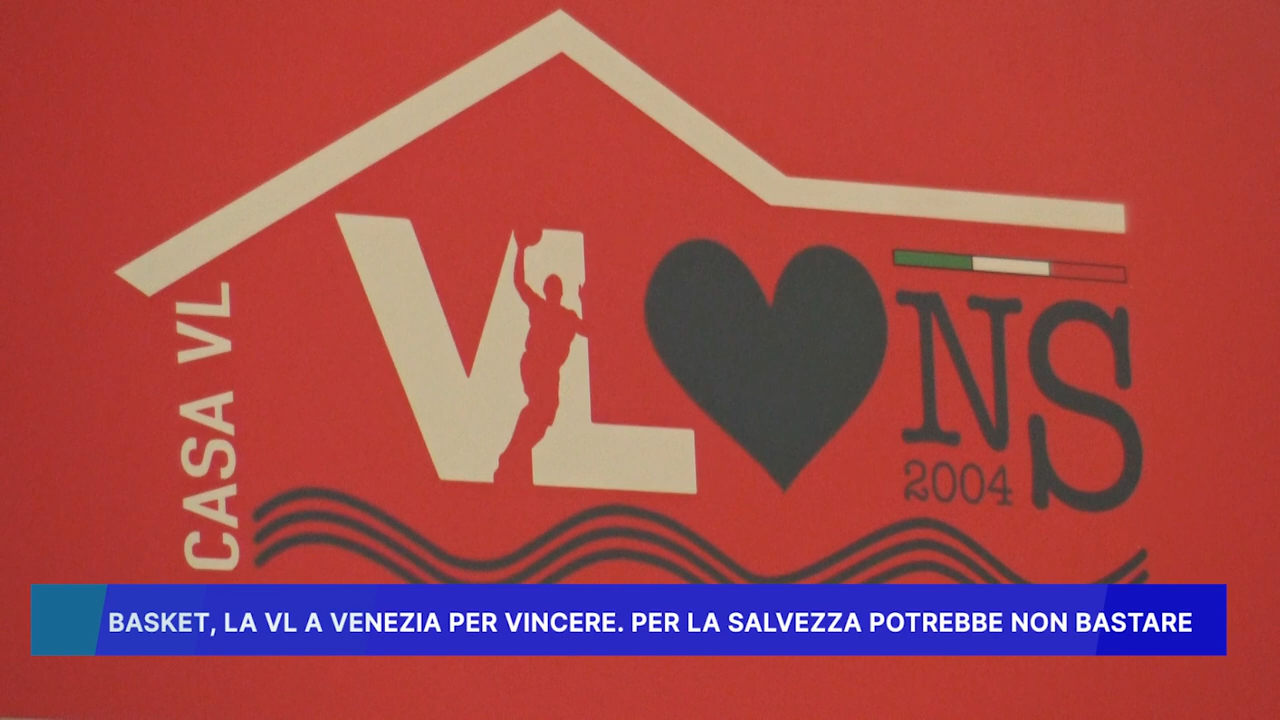 CASA VL
VL
NS
2004
BASKET, LA VL A VENEZIA PER VINCERE. PER LA SALVEZZA POTREBBE NON BASTARE